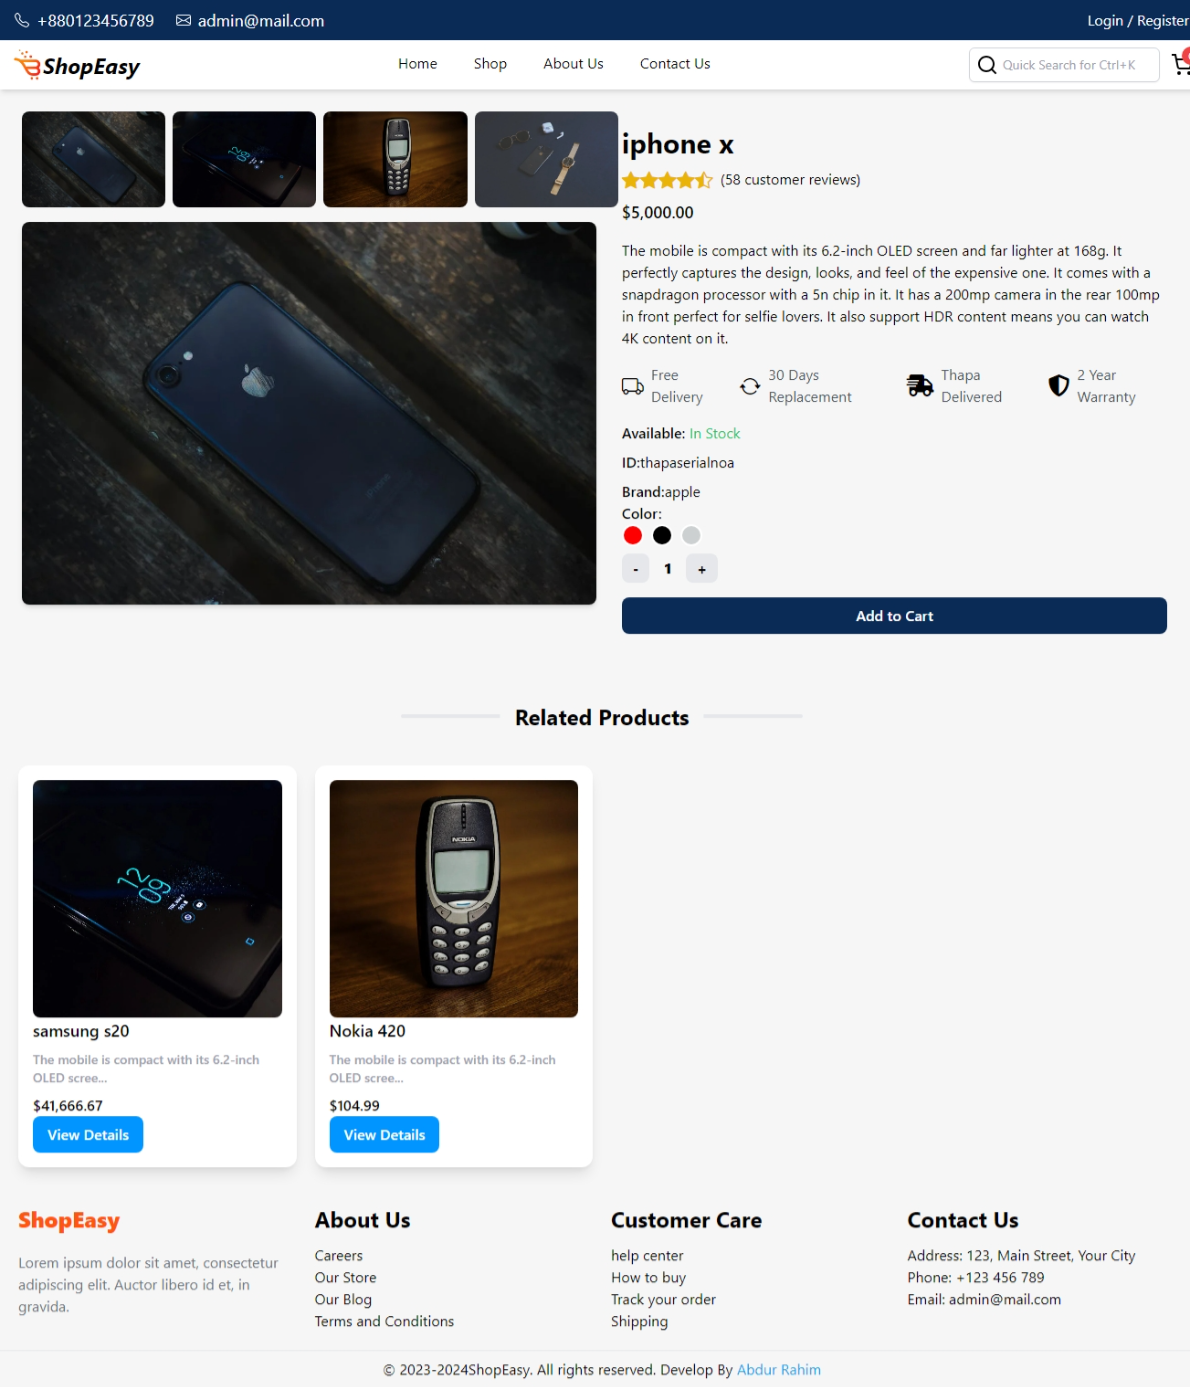 +880123456789 admin@mail.com Login / Register
ShopEasy Home Shop About Us Contact Us Quick Search for Ctrl+K
iphone x
(58 customer reviews)
$5,000.00
The mobile is compact with its 6.2-inch OLED screen and far lighter at 168g. It
perfectly captures the design, looks, and feel of the expensive one. It comes with a
snapdragon processor with a 5n chip in it. It has a 200mp camera in the rear 100mp
in front perfect for selfie lovers. It also support HDR content means you can watch
4K content on it.
Free
Delivery
30 Days
Replacement
Thapa
Delivered
2 Year
Warranty
Available: In Stock
ID:thapaserialnoa
Brand:apple
Color:
- 1 +
Add to Cart
Related Products
12
09
NOKIA
samsung s20
The mobile is compact with its 6.2-inch
OLED scree...
$41,666.67
View Details
Nokia 420
The mobile is compact with its 6.2-inch
OLED scree...
$104.99
View Details
ShopEasy
Lorem ipsum dolor sit amet, consectetur
adipiscing elit. Auctor libero id et, in
gravida.
About Us
Careers
Our Store
Our Blog
Terms and Conditions
Customer Care
help center
How to buy
Track your order
Shipping
Contact Us
Address: 123, Main Street, Your City
Phone: +123 456 789
Email: admin@mail.com
© 2023-2024ShopEasy. All rights reserved. Develop By Abdur Rahim